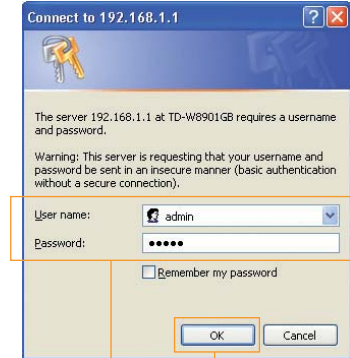 Connect to 192.168.1.1
The server 192.168.1.1 at TD-W8901GB requires a username
and password.
Warning: This server is requesting that your username and
password be sent in an insecure manner (basic authentication
without a secure connection).
User name: admin
Password: •••••
Remember my password
OK Cancel